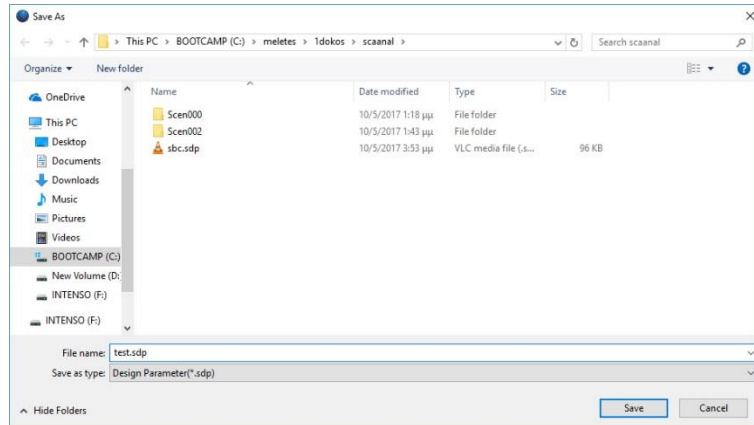 Save As
This PC > BOOTCAMP (C:) > meletes > 1dokos > scaanal >
Search scaanal
Organize
New folder
Name Date modified Type Size
OneDrive
This PC
Desktop
Documents
Downloads
Music
Pictures
Videos
BOOTCAMP (C:)
New Volume (D:
INTENSO (F:)
INTENSO (F:)
Scen000 10/5/2017 1:18 μμ File folder
Scen002 10/5/2017 1:43 μμ File folder
sbc.sdp 10/5/2017 3:53 μμ VLC media file (.s... 96 KB
File name: test.sdp
Save as type: Design Parameter(*.sdp)
Hide Folders
Save
Cancel